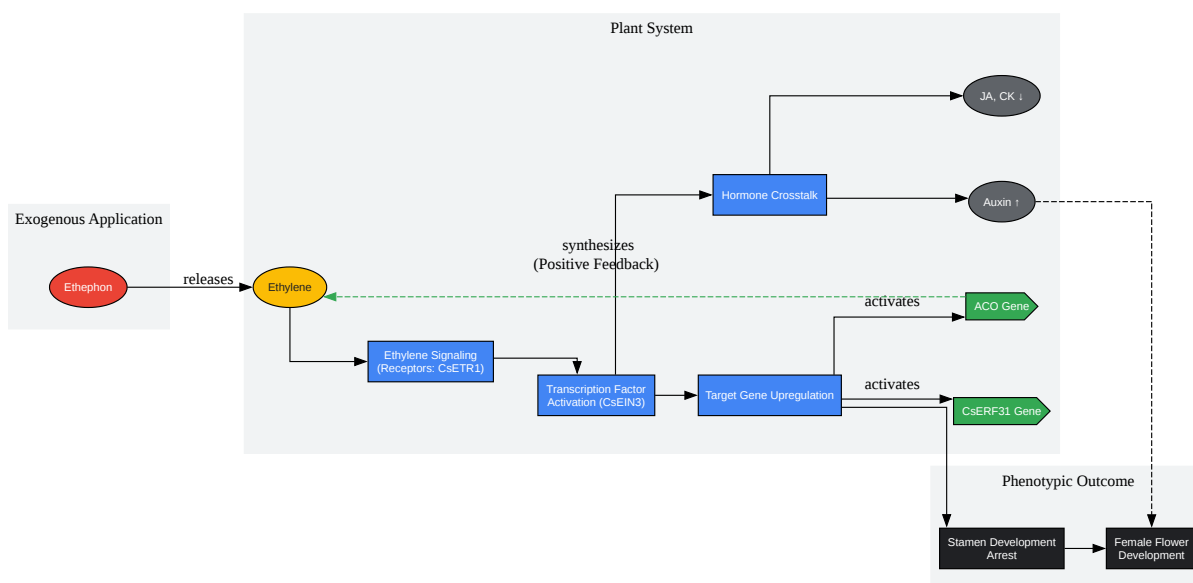 Plant System
JA, CK ↓
Hormone Crosstalk
Auxin ↑
Exogenous Application
synthesizes
(Positive Feedback)
Ethephon
releases
Ethylene
activates
ACO Gene
Ethylene Signaling
(Receptors: CsETR1)
Transcription Factor
Activation (CsEIN3)
Target Gene Upregulation
activates
CsERF31 Gene
Phenotypic Outcome
Stamen Development
Arrest
Female Flower
Development